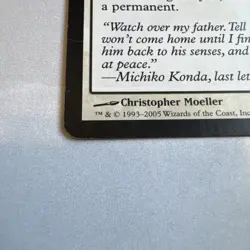 a permanent.
"Watch over my father. Tell
won't come home until I fin
him back to his senses, and
at peace."
—Michiko Konda, last let
Christopher Moeller
™ & © 1993–2005 Wizards of the Coast, Inc